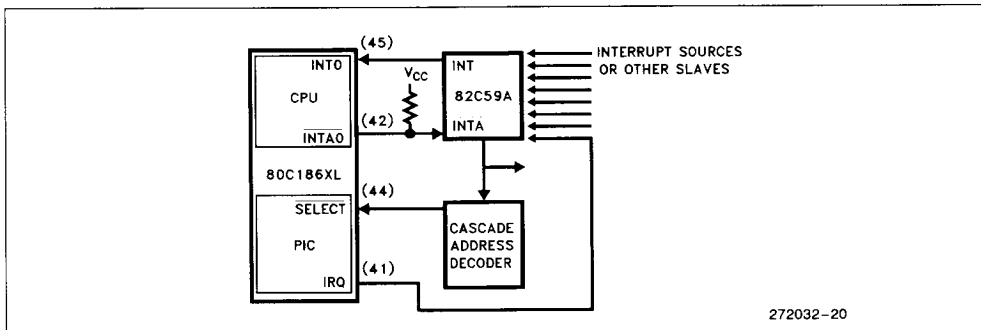 (45)
INT0
V_CC
INT
INTERRUPT SOURCES
OR OTHER SLAVES
CPU
82C59A
(42)
INTA0
INTA
80C186XL
(44)
SELECT
CASCADE
ADDRESS
DECODER
PIC
(41)
IRQ
272032-20